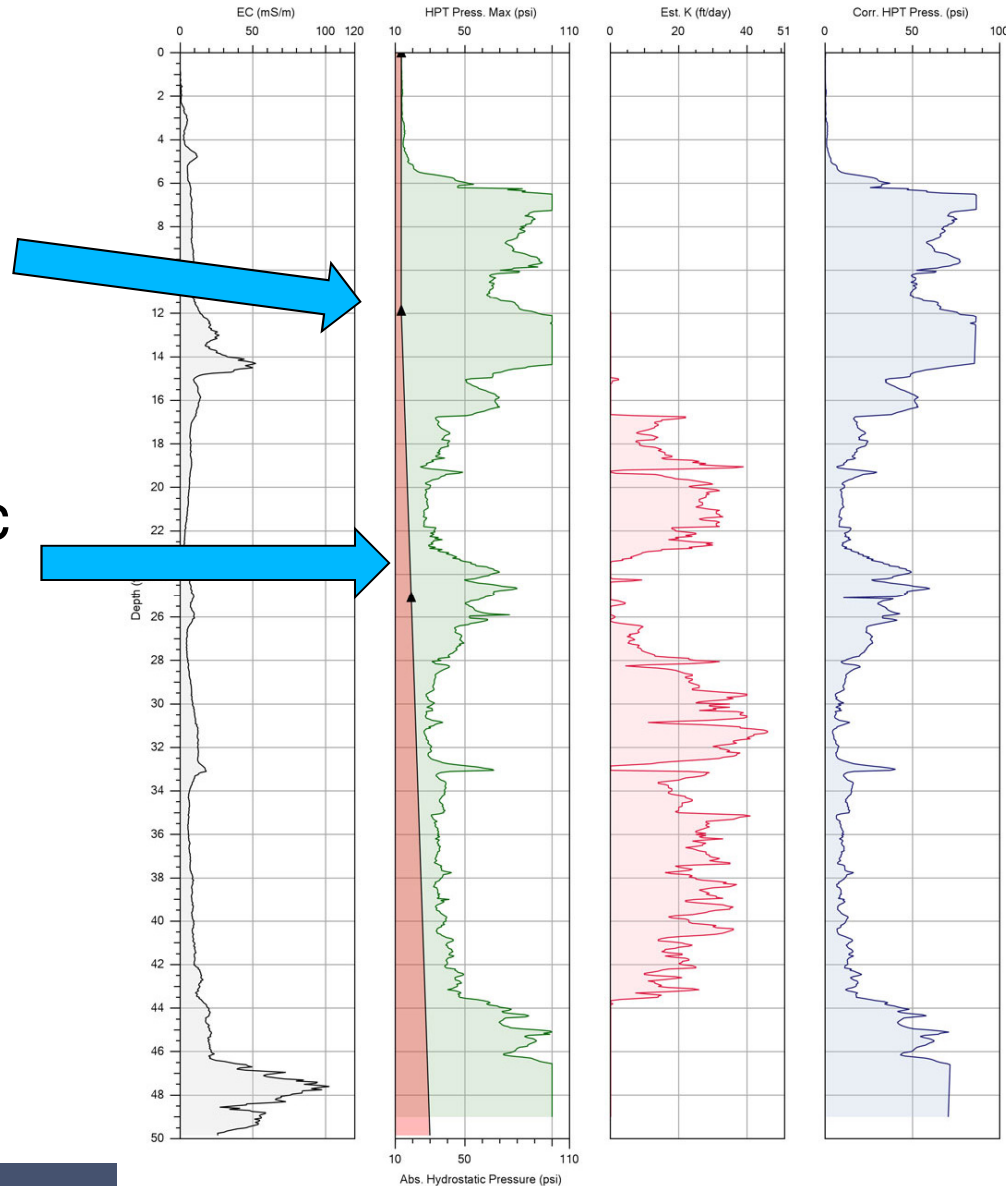 EC (mS/m)
HPT Press. Max (psi)
Est. K (ft/day)
Corr. HPT Press. (psi)
0 50 100 120
10 50 110
0 20 40 51
0 50 100
0
2
4
6
8
10
12
14
16
18
20
22
c
Depth (
26
28
30
32
34
36
38
40
42
44
46
48
50
10 50 110
Abs. Hydrostatic Pressure (psi)